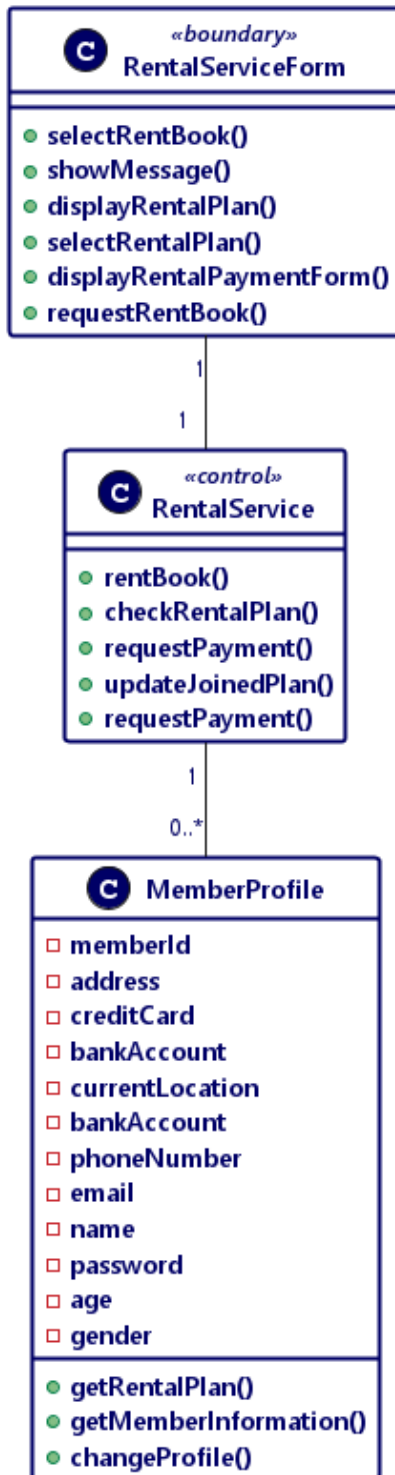 C
«boundary»
RentalServiceForm
selectRentBook()
showMessage()
displayRentalPlan()
selectRentalPlan()
displayRentalPaymentForm()
requestRentBook()
1
1
C
«control»
RentalService
rentBook()
checkRentalPlan()
requestPayment()
updateJoinedPlan()
requestPayment()
1
0..*
C MemberProfile
memberId
address
creditCard
bankAccount
currentLocation
bankAccount
phoneNumber
email
name
password
age
gender
getRentalPlan()
getMemberInformation()
changeProfile()